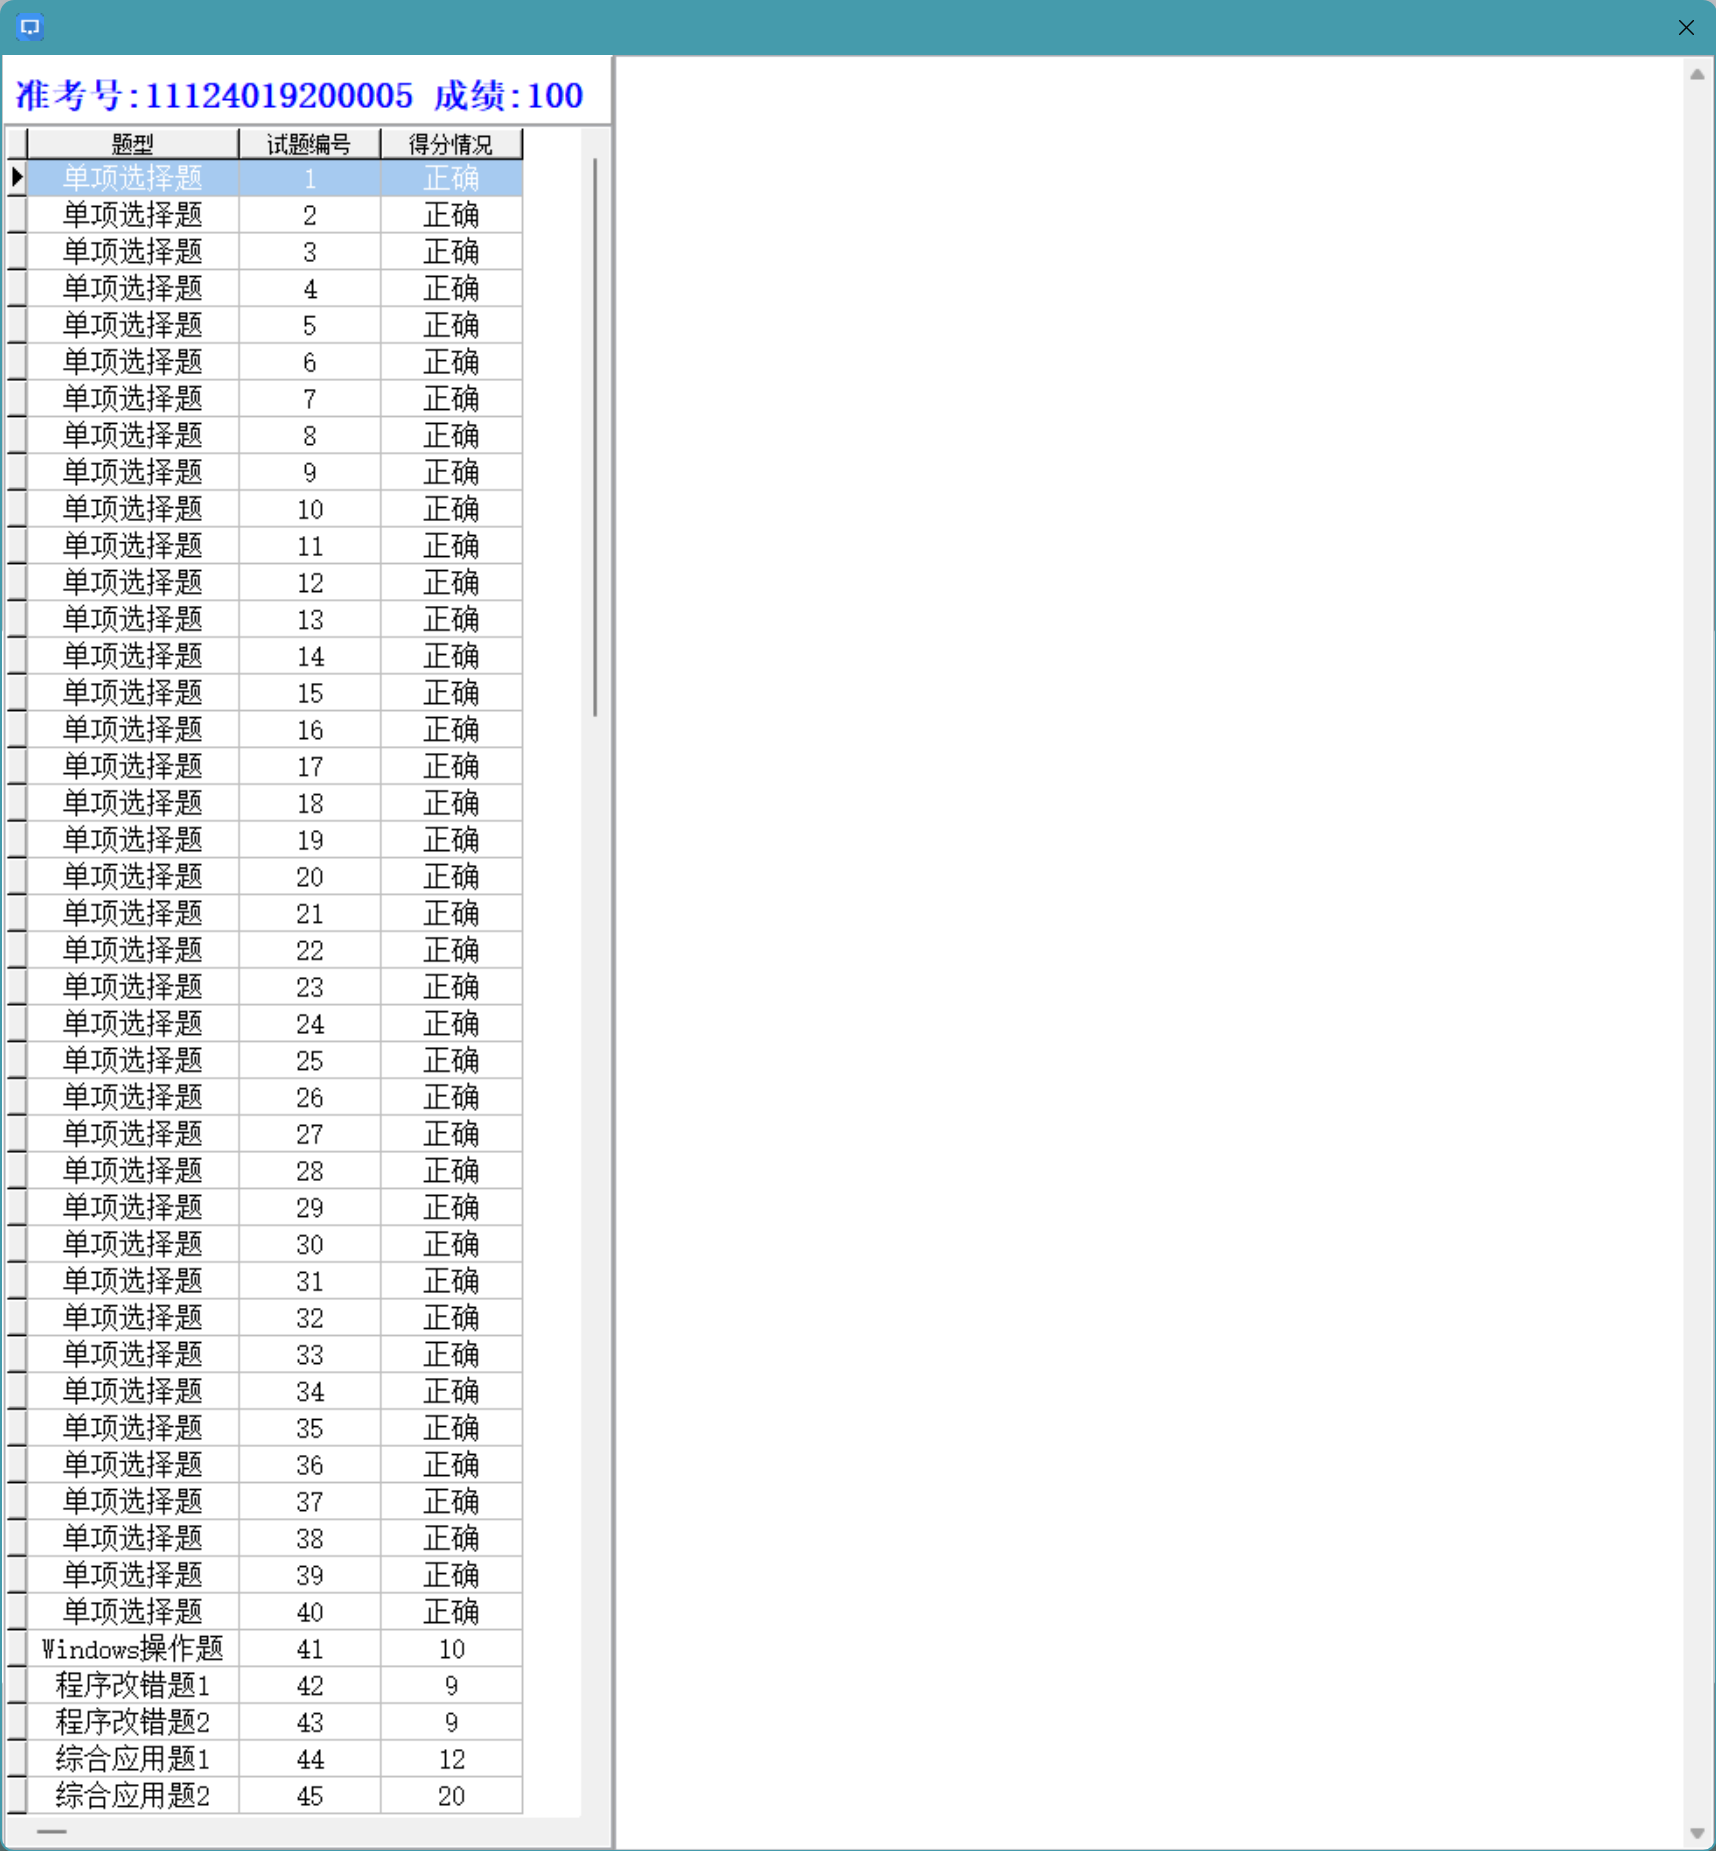 准考号:11124019200005 成绩:100
题型 试题编号 得分情况
单项选择题 1 正确
单项选择题 2 正确
单项选择题 3 正确
单项选择题 4 正确
单项选择题 5 正确
单项选择题 6 正确
单项选择题 7 正确
单项选择题 8 正确
单项选择题 9 正确
单项选择题 10 正确
单项选择题 11 正确
单项选择题 12 正确
单项选择题 13 正确
单项选择题 14 正确
单项选择题 15 正确
单项选择题 16 正确
单项选择题 17 正确
单项选择题 18 正确
单项选择题 19 正确
单项选择题 20 正确
单项选择题 21 正确
单项选择题 22 正确
单项选择题 23 正确
单项选择题 24 正确
单项选择题 25 正确
单项选择题 26 正确
单项选择题 27 正确
单项选择题 28 正确
单项选择题 29 正确
单项选择题 30 正确
单项选择题 31 正确
单项选择题 32 正确
单项选择题 33 正确
单项选择题 34 正确
单项选择题 35 正确
单项选择题 36 正确
单项选择题 37 正确
单项选择题 38 正确
单项选择题 39 正确
单项选择题 40 正确
Windows操作题 41 10
程序改错题1 42 9
程序改错题2 43 9
综合应用题1 44 12
综合应用题2 45 20